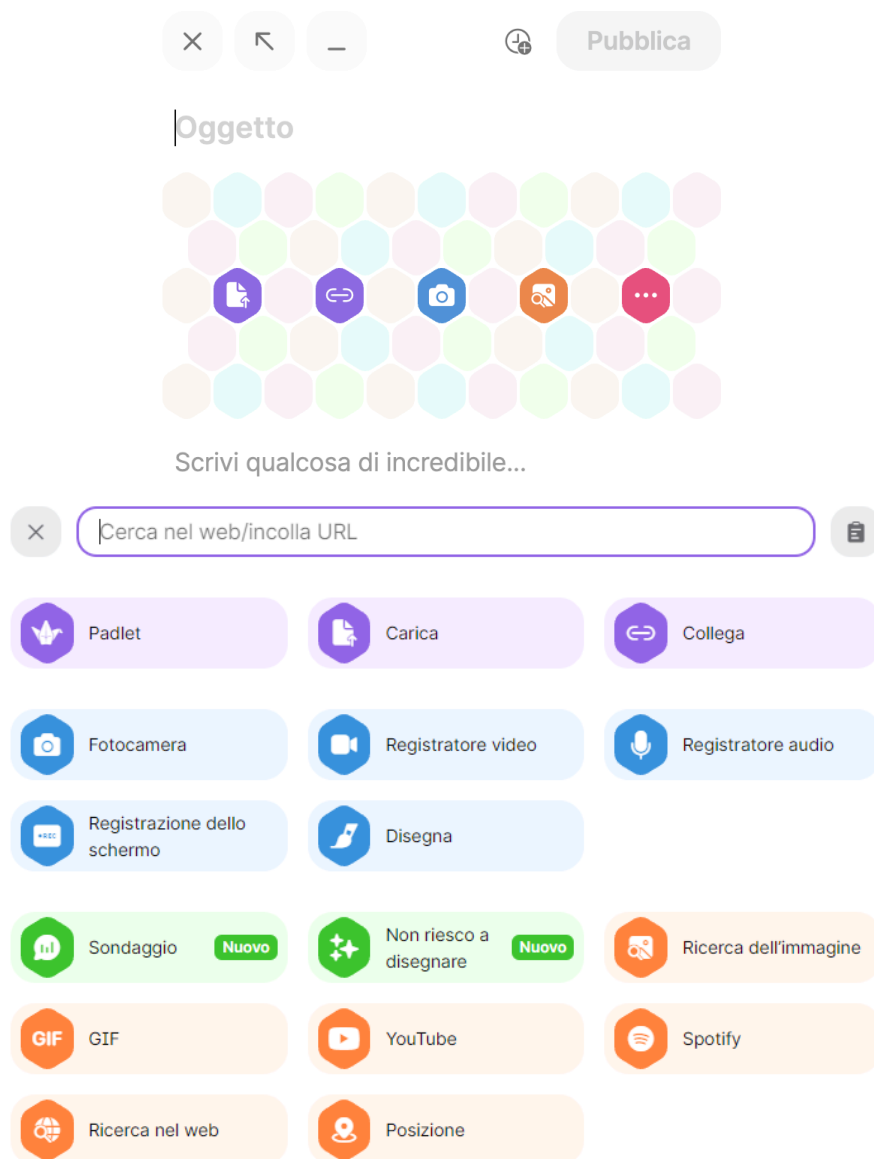 Pubblica
Oggetto
Scrivi qualcosa di incredibile...
Cerca nel web/incolla URL
Padlet
Carica
Collega
Fotocamera
Registratore video
Registratore audio
Registrazione dello
schermo
Disegna
Sondaggio
Nuovo
Non riesco a
disegnare
Nuovo
Ricerca dell'immagine
GIF
GIF
YouTube
Spotify
Ricerca nel web
Posizione